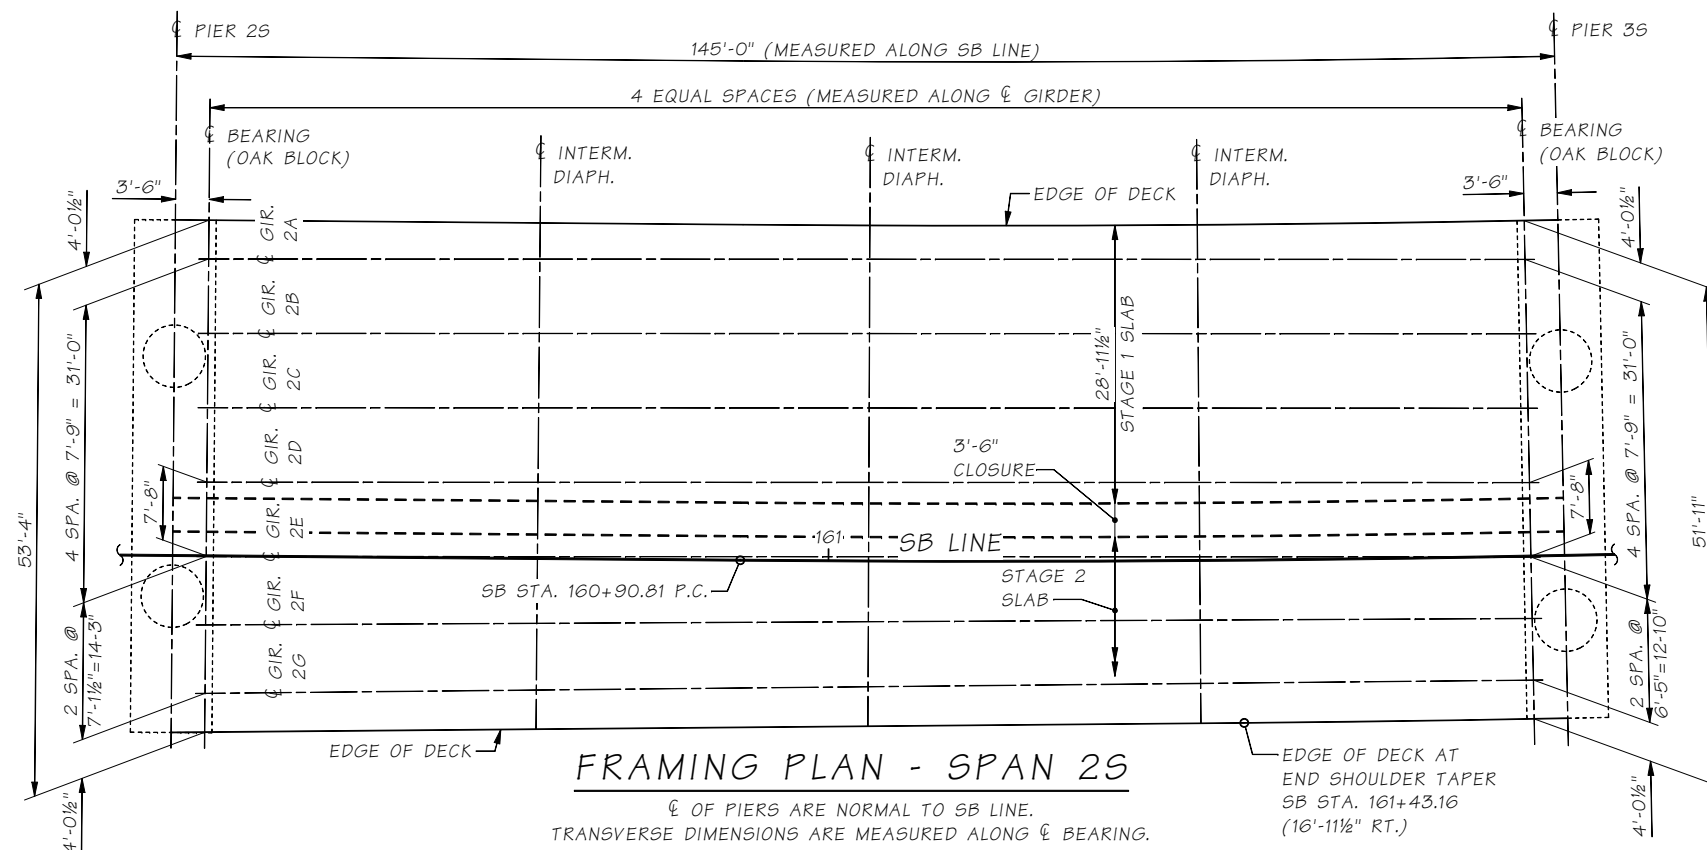 ℄ PIER 2S
℄ PIER 3S
145'-0" (MEASURED ALONG SB LINE)
4 EQUAL SPACES (MEASURED ALONG ℄ GIRDER)
℄ BEARING
(OAK BLOCK)
℄ INTERM.
DIAPH.
℄ INTERM.
DIAPH.
℄ INTERM.
DIAPH.
℄ BEARING
(OAK BLOCK)
3'-6"
3'-6"
EDGE OF DECK
4'-0½"
4'-0½"
℄ GIR.
2A
℄ GIR.
2B
℄ GIR.
2C
℄ GIR.
2D
℄ GIR.
2E
℄ GIR.
2F
℄ GIR.
2G
53'-4"
4 SPA. @ 7'-9" = 31'-0"
7'-8"
2 SPA. @
7'-1½"=14'-3"
4'-0½"
28'-11½"
STAGE 1 SLAB
3'-6"
CLOSURE
161
SB LINE
SB STA. 160+90.81 P.C.
STAGE 2
SLAB
7'-8"
4 SPA. @ 7'-9" = 31'-0"
51'-11"
2 SPA. @
6'-5"=12'-10"
4'-0½"
EDGE OF DECK
EDGE OF DECK AT
END SHOULDER TAPER
SB STA. 161+43.16
(16'-11½" RT.)
FRAMING PLAN - SPAN 2S
℄ OF PIERS ARE NORMAL TO SB LINE.
TRANSVERSE DIMENSIONS ARE MEASURED ALONG ℄ BEARING.